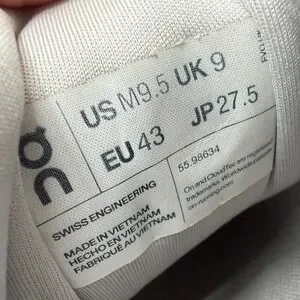 on
US M9.5 UK 9
EU 43 JP 27.5
55.98634
SWISS ENGINEERING
MADE IN VIETNAM
HECHO EN VIETNAM
FABRIQUÉ AU VIETNAM
On and CloudTec are registered
trademarks. Worldwide patented.
on-running.com